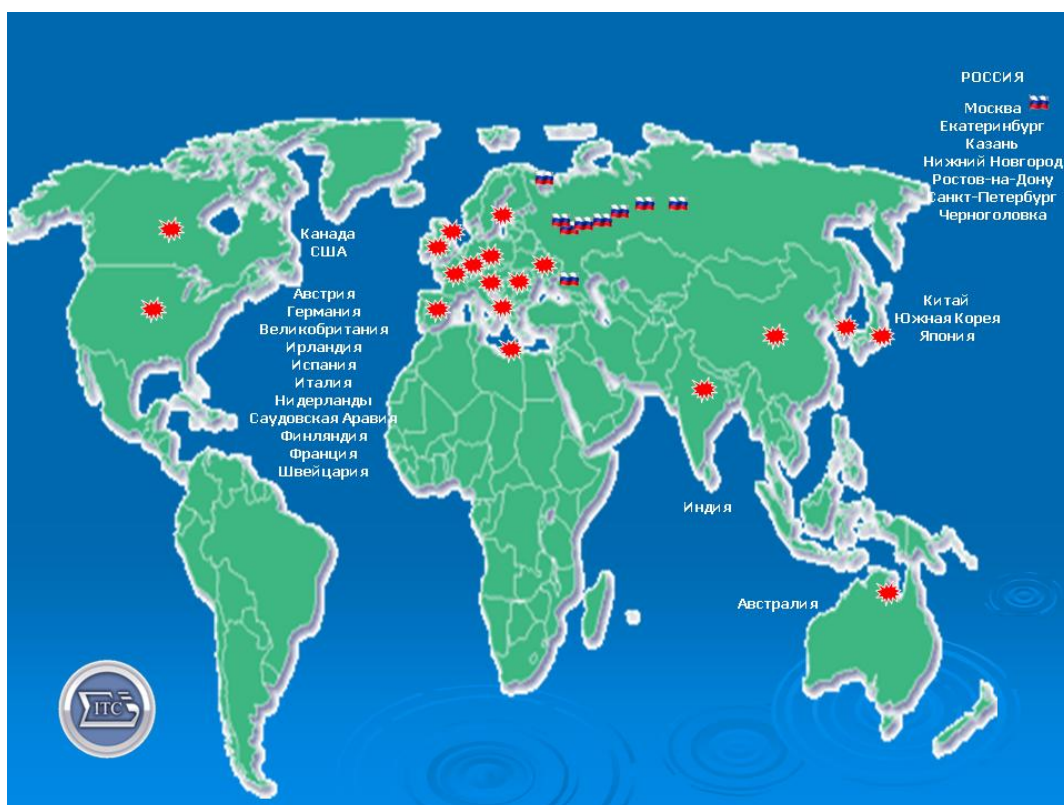 РОССИЯ
Москва
Екатеринбург
Казань
Нижний Новгород
Ростов-на-Дону
Санкт-Петербург
Черноголовка
Канада
США
Австрия
Германия
Великобритания
Ирландия
Испания
Италия
Нидерланды
Саудовская Аравия
Финляндия
Франция
Швейцария
Китай
Южная Корея
Япония
Индия
Австралия
ITC